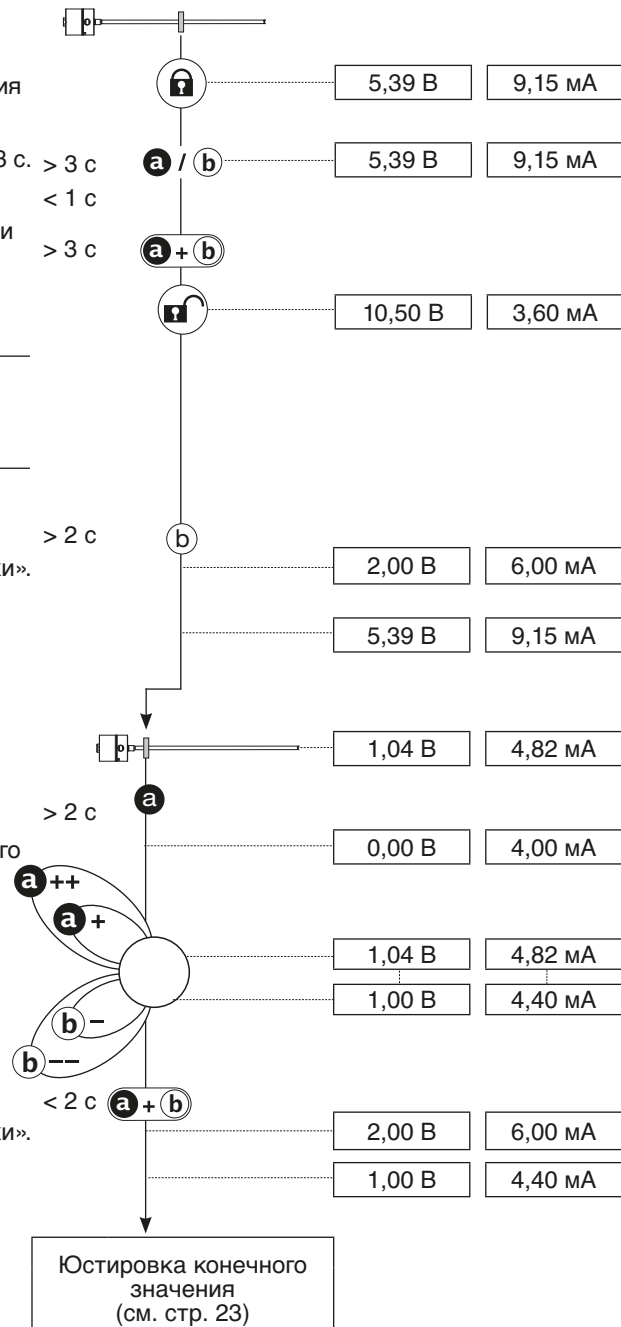 ия
5,39 В 9,15 мА
3 с. > 3 с a / b 5,39 В 9,15 мА
< 1 с
и
> 3 с a + b
10,50 В 3,60 мА
> 2 с b
ки».
2,00 В 6,00 мА
5,39 В 9,15 мА
1,04 В 4,82 мА
a
> 2 с
0,00 В 4,00 мА
го
a ++
a +
1,04 В 4,82 мА
1,00 В 4,40 мА
b -
b --
< 2 с a + b
ки».
2,00 В 6,00 мА
1,00 В 4,40 мА
Юстировка конечного
значения
(см. стр. 23)